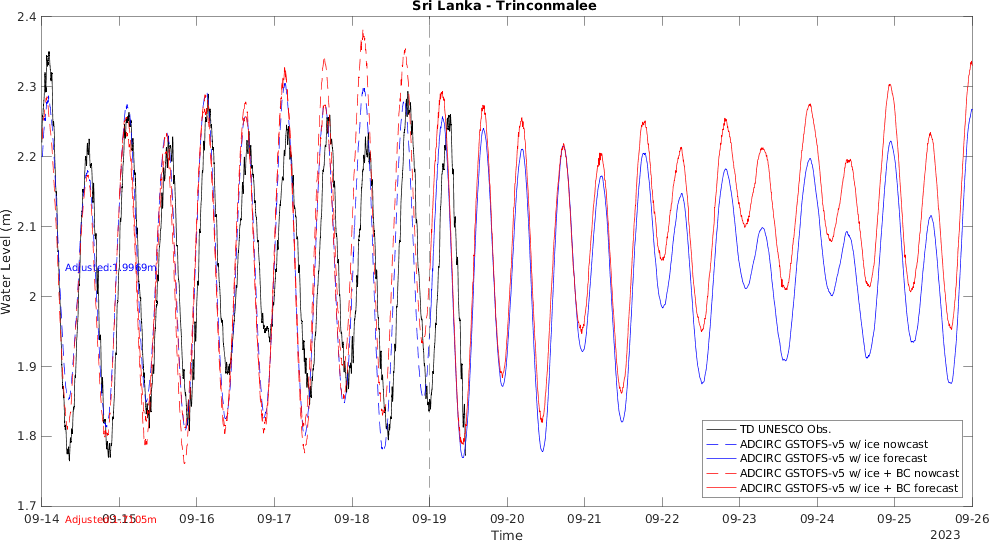 Sri Lanka - Trinconmalee
2.4
2.3
2.2
2.1
2
1.9
1.8
1.7
Water Level (m)
Adjusted:1.9969m
TD UNESCO Obs.
ADCIRC GSTOFS-v5 w/ ice nowcast
ADCIRC GSTOFS-v5 w/ ice forecast
ADCIRC GSTOFS-v5 w/ ice + BC nowcast
ADCIRC GSTOFS-v5 w/ ice + BC forecast
09-14 09-15 09-16 09-17 09-18 09-19 09-20 09-21 09-22 09-23 09-24 09-25 09-26
Time
2023